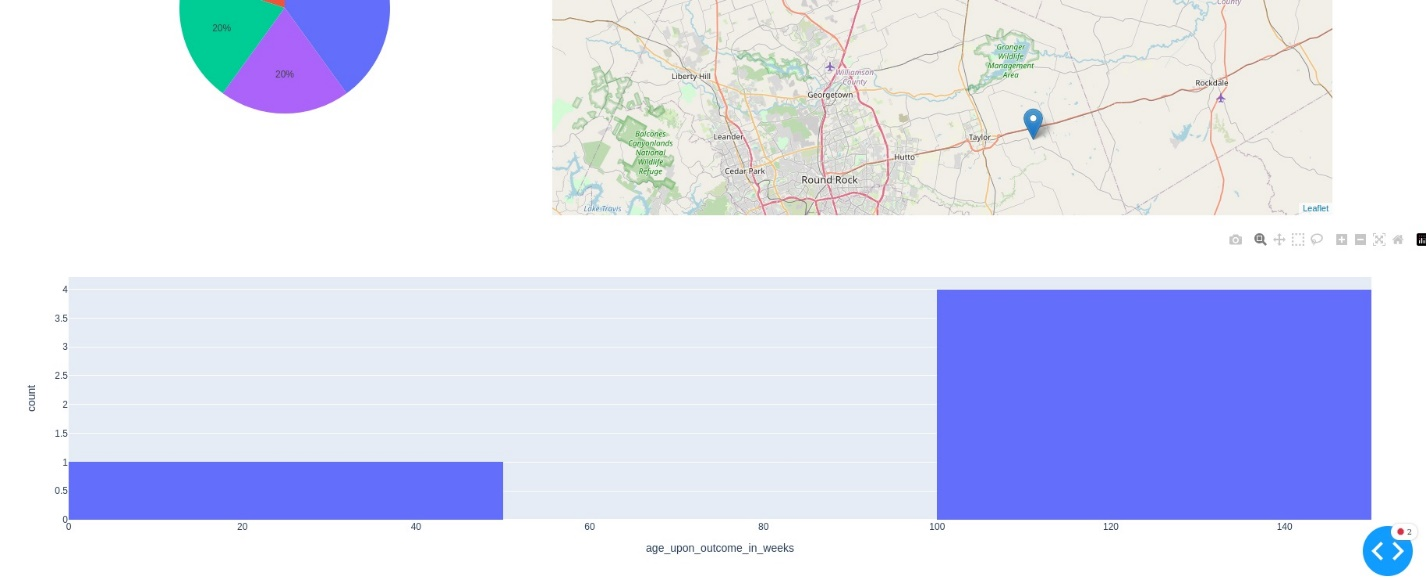 County
20%
20%
Liberty Hill
Williamson
County
Georgetown
Granger
Wildlife
Management
Area
Rockdale
Balcones
Canyonlands
National
Wildlife
Refuge
Leander
Taylor
Cedar Park
Hutto
Round Rock
Lake Travis
Leaflet
4
3.5
3
2.5
2
1.5
1
0.5
0
count
0
20
40
60
80
100
120
140
age_upon_outcome_in_weeks
2